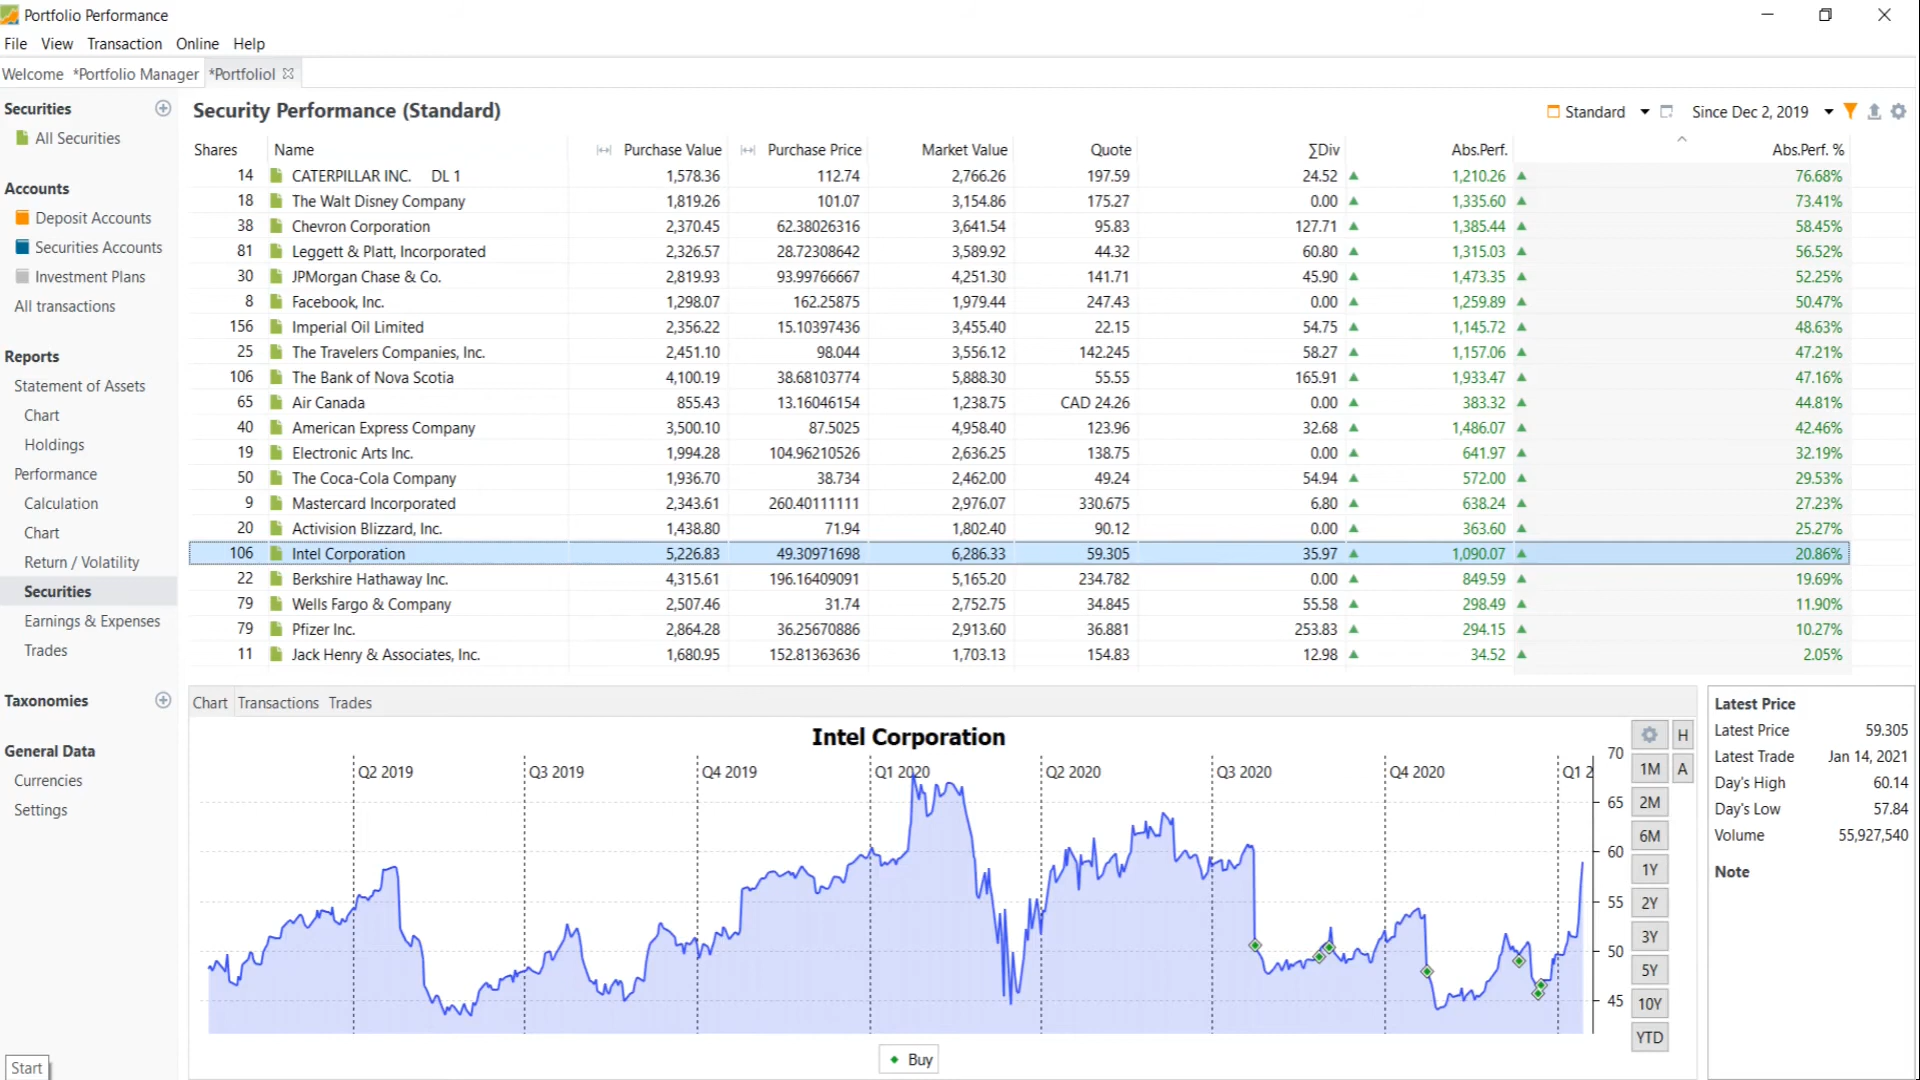 Portfolio Performance
File View Transaction Online Help
Welcome *Portfolio Manager *PortfolioI
Securities
All Securities
Accounts
Deposit Accounts
Securities Accounts
Investment Plans
All transactions
Reports
Statement of Assets
Chart
Holdings
Performance
Calculation
Chart
Return / Volatility
Securities
Earnings & Expenses
Trades
Taxonomies
General Data
Currencies
Settings
Start
Security Performance (Standard)
Standard Since Dec 2, 2019
Shares Name Purchase Value Purchase Price Market Value Quote ∑Div Abs.Perf. Abs.Perf. %
14 CATERPILLAR INC. DL 1 1,578.36 112.74 2,766.26 197.59 24.52 1,210.26 76.68%
18 The Walt Disney Company 1,819.26 101.07 3,154.86 175.27 0.00 1,335.60 73.41%
38 Chevron Corporation 2,370.45 62.38026316 3,641.54 95.83 127.71 1,385.44 58.45%
81 Leggett & Platt, Incorporated 2,326.57 28.72308642 3,589.92 44.32 60.80 1,315.03 56.52%
30 JPMorgan Chase & Co. 2,819.93 93.99766667 4,251.30 141.71 45.90 1,473.35 52.25%
8 Facebook, Inc. 1,298.07 162.25875 1,979.44 247.43 0.00 1,259.89 50.47%
156 Imperial Oil Limited 2,356.22 15.10397436 3,455.40 22.15 54.75 1,145.72 48.63%
25 The Travelers Companies, Inc. 2,451.10 98.044 3,556.12 142.245 58.27 1,157.06 47.21%
106 The Bank of Nova Scotia 4,100.19 38.68103774 5,888.30 55.55 165.91 1,933.47 47.16%
65 Air Canada 855.43 13.16046154 1,238.75 CAD 24.26 0.00 383.32 44.81%
40 American Express Company 3,500.10 87.5025 4,958.40 123.96 32.68 1,486.07 42.46%
19 Electronic Arts Inc. 1,994.28 104.96210526 2,636.25 138.75 0.00 641.97 32.19%
50 The Coca-Cola Company 1,936.70 38.734 2,462.00 49.24 54.94 572.00 29.53%
9 Mastercard Incorporated 2,343.61 260.40111111 2,976.07 330.675 6.80 638.24 27.23%
20 Activision Blizzard, Inc. 1,438.80 71.94 1,802.40 90.12 0.00 363.60 25.27%
106 Intel Corporation 5,226.83 49.30971698 6,286.33 59.305 35.97 1,090.07 20.86%
22 Berkshire Hathaway Inc. 4,315.61 196.16409091 5,165.20 234.782 0.00 849.59 19.69%
79 Wells Fargo & Company 2,507.46 31.74 2,752.75 34.845 55.58 298.49 11.90%
79 Pfizer Inc. 2,864.28 36.25670886 2,913.60 36.881 253.83 294.15 10.27%
11 Jack Henry & Associates, Inc. 1,680.95 152.81363636 1,703.13 154.83 12.98 34.52 2.05%
Chart Transactions Trades
Intel Corporation
Q2 2019 Q3 2019 Q4 2019 Q1 2020 Q2 2020 Q3 2020 Q4 2020 Q1 2
70
65
60
55
50
45
Buy
H
1M A
2M
6M
1Y
2Y
3Y
5Y
10Y
YTD
Latest Price
Latest Price 59.305
Latest Trade Jan 14, 2021
Day's High 60.14
Day's Low 57.84
Volume 55,927,540
Note